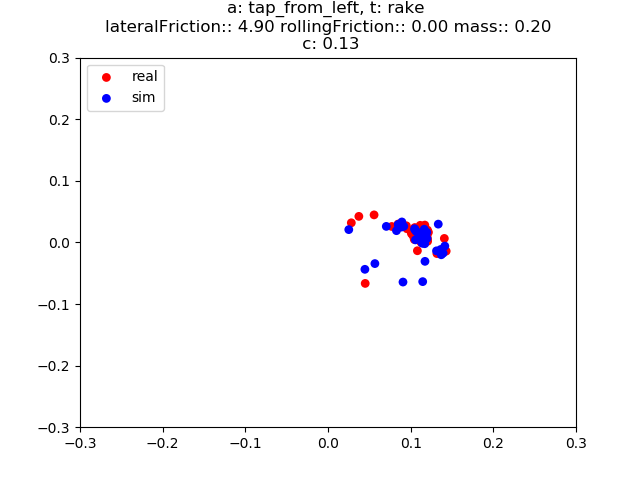 a: tap_from_left, t: rake
lateralFriction:: 4.90 rollingFriction:: 0.00 mass:: 0.20
c: 0.13
real
sim
0.3
0.2
0.1
0.0
−0.1
−0.2
−0.3
−0.3
−0.2
−0.1
0.0
0.1
0.2
0.3